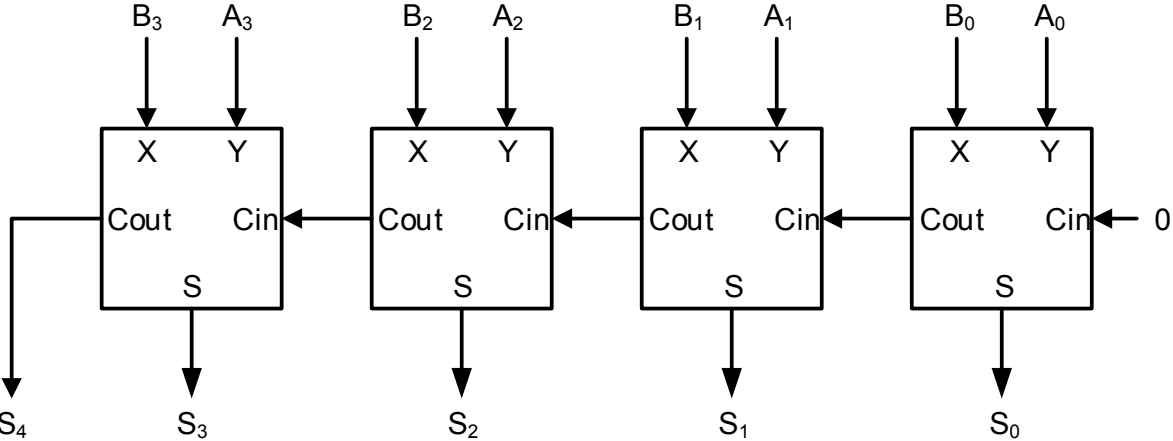 B₃ A₃ B₂ A₂ B₁ A₁ B₀ A₀
X Y X Y X Y X Y
Cout Cin Cout Cin Cout Cin Cout Cin 0
S S S S
S₄ S₃ S₂ S₁ S₀